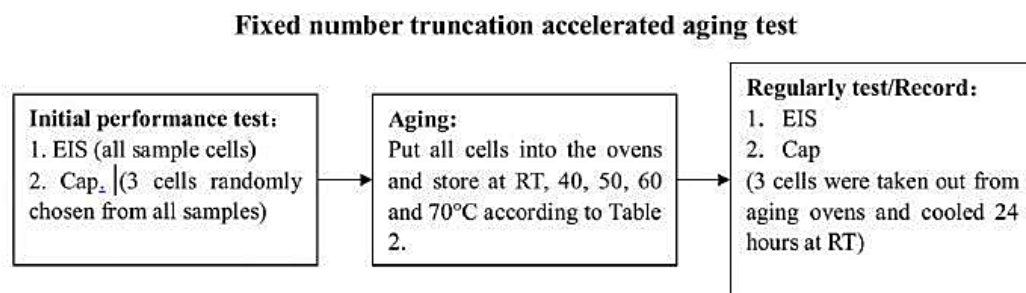 Fixed number truncation accelerated aging test
Initial performance test:
1. EIS (all sample cells)
2. Cap. (3 cells randomly
chosen from all samples)
Aging:
Put all cells into the ovens
and store at RT, 40, 50, 60
and 70°C according to Table
2.
Regularly test/Record:
1. EIS
2. Cap
(3 cells were taken out from
aging ovens and cooled 24
hours at RT)